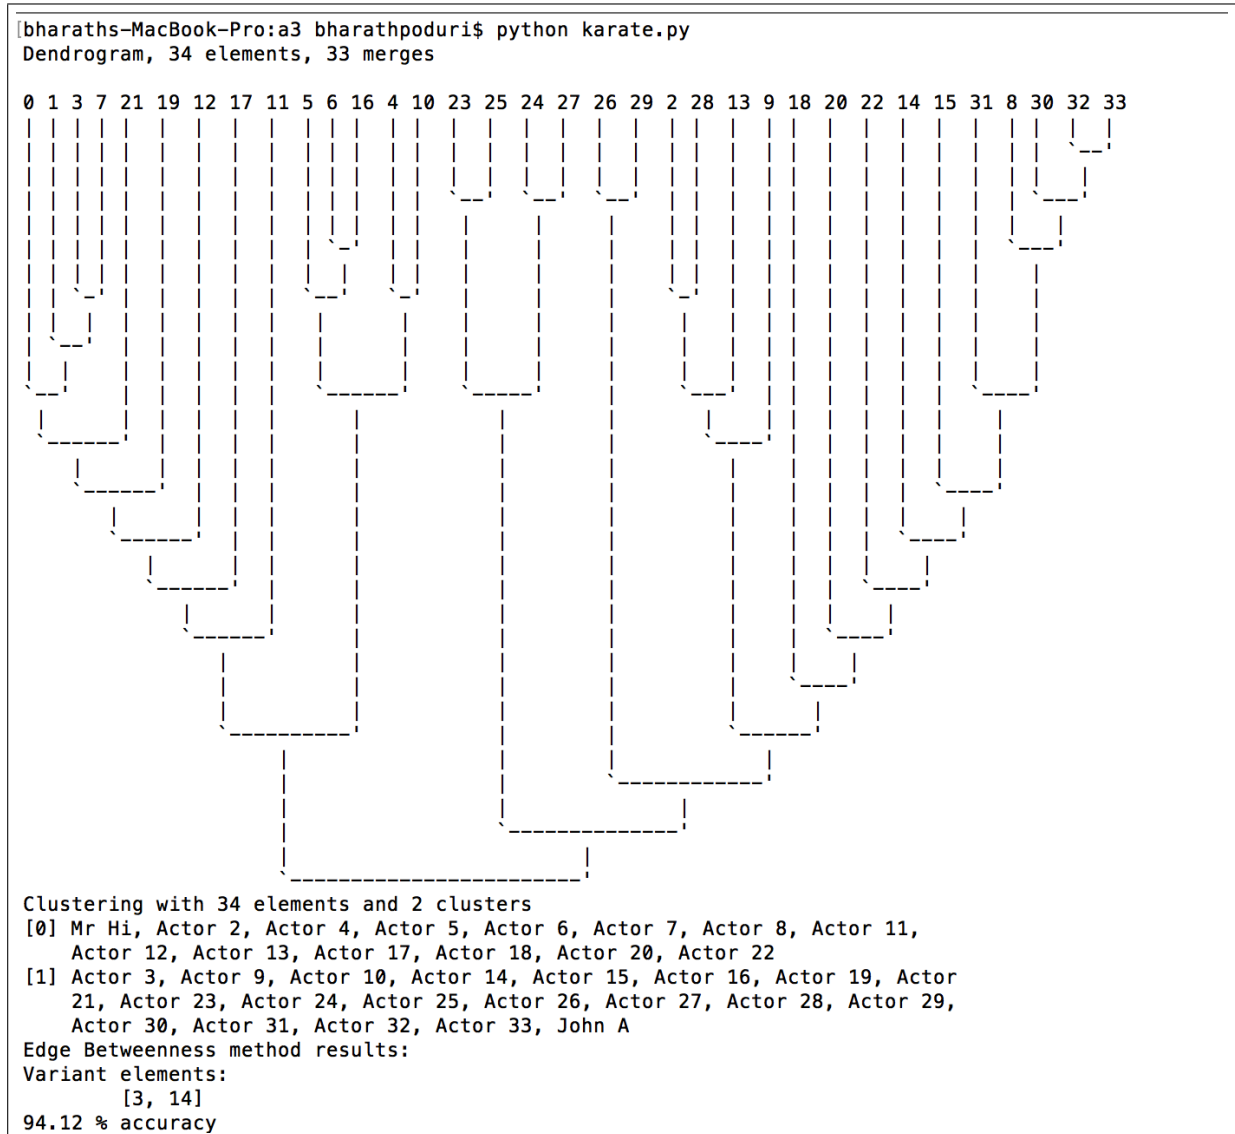 [bharaths-MacBook-Pro:a3 bharathpoduri$ python karate.py
Dendrogram, 34 elements, 33 merges
0 1 3 7 21 19 12 17 11 5 6 16 4 10 23 25 24 27 26 29 2 28 13 9 18 20 22 14 15 31 8 30 32 33
Clustering with 34 elements and 2 clusters
[0] Mr Hi, Actor 2, Actor 4, Actor 5, Actor 6, Actor 7, Actor 8, Actor 11,
Actor 12, Actor 13, Actor 17, Actor 18, Actor 20, Actor 22
[1] Actor 3, Actor 9, Actor 10, Actor 14, Actor 15, Actor 16, Actor 19, Actor
21, Actor 23, Actor 24, Actor 25, Actor 26, Actor 27, Actor 28, Actor 29,
Actor 30, Actor 31, Actor 32, Actor 33, John A
Edge Betweenness method results:
Variant elements:
[3, 14]
94.12 % accuracy